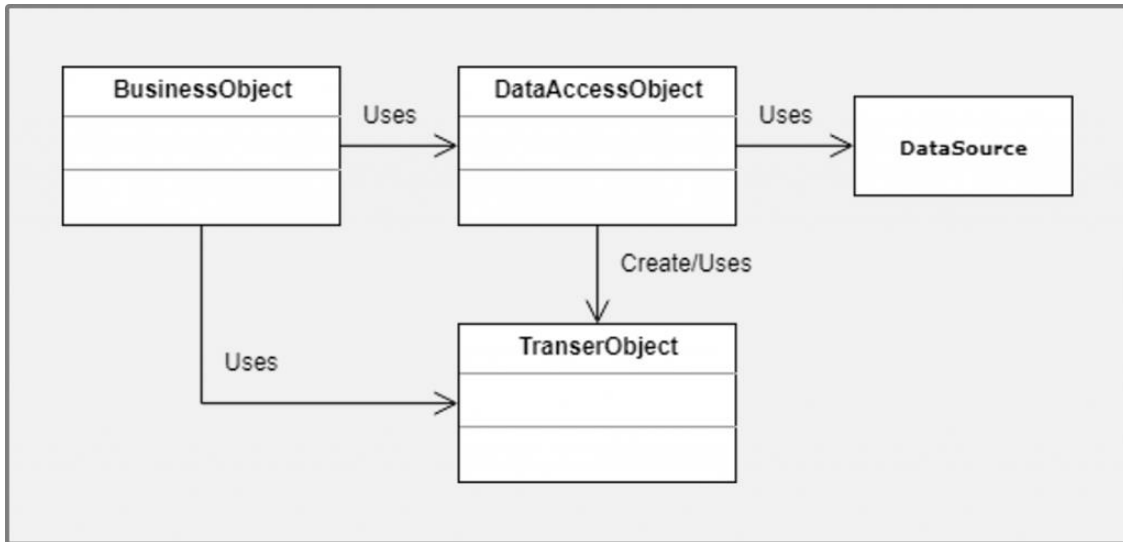 BusinessObject
Uses
DataAccessObject
Uses
DataSource
Create/Uses
Uses
TranserObject